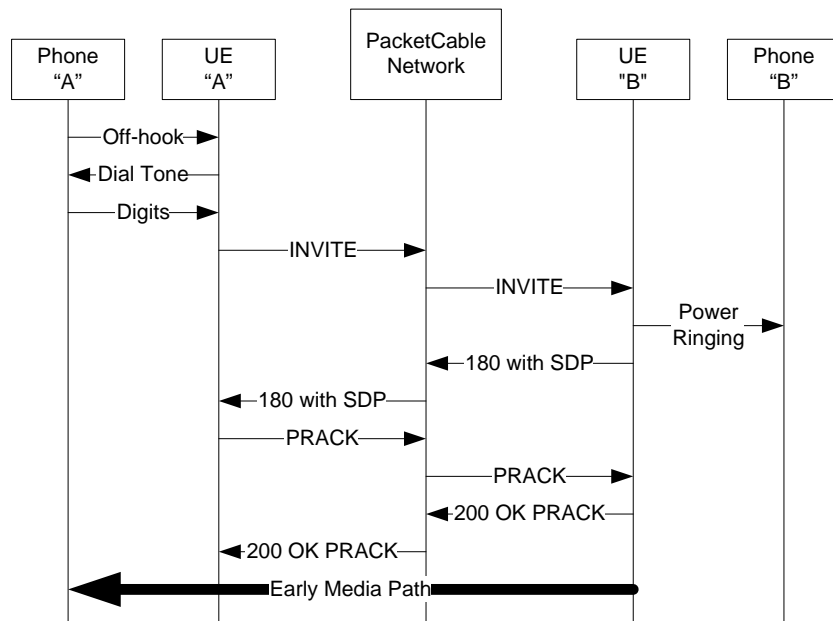 Phone
“A”
UE
“A”
PacketCable
Network
UE
"B"
Phone
“B”
Off-hook
Dial Tone
Digits
INVITE
INVITE
Power
Ringing
180 with SDP
180 with SDP
PRACK
PRACK
200 OK PRACK
200 OK PRACK
Early Media Path